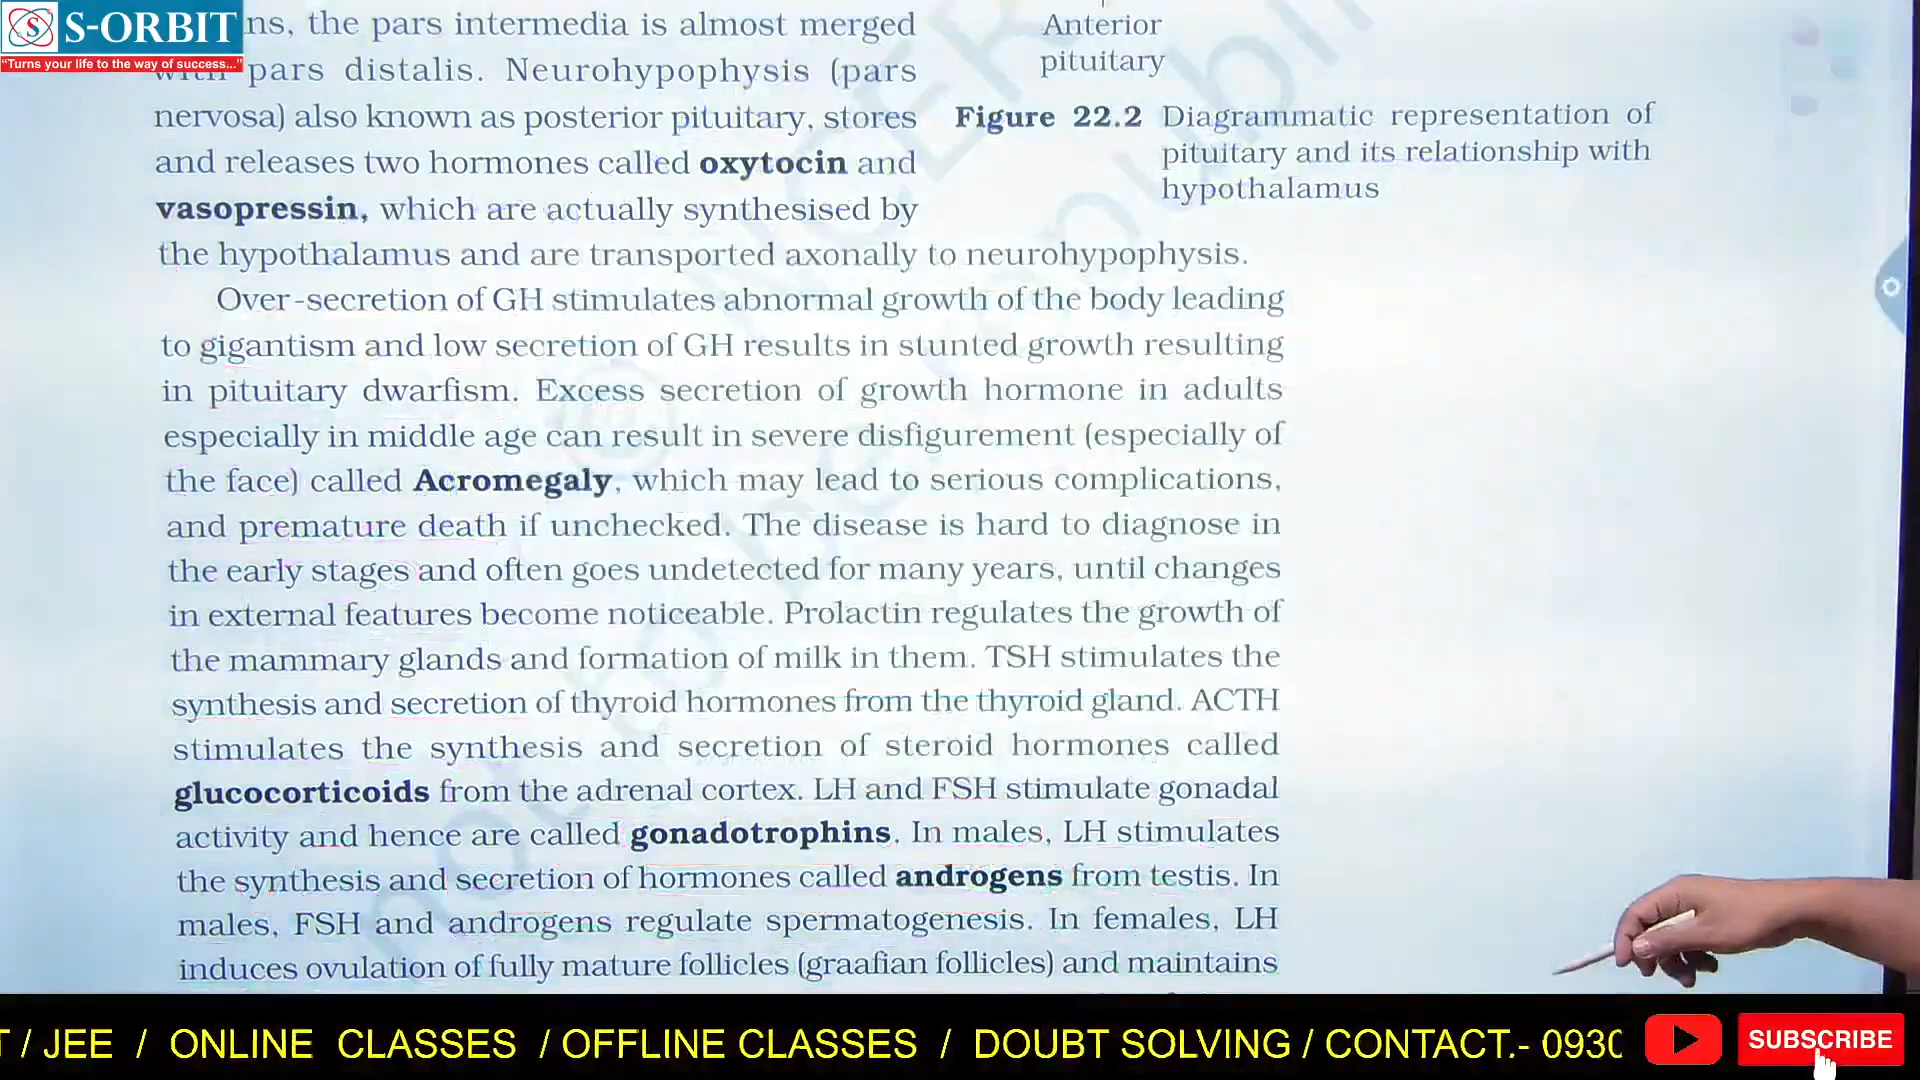 S-ORBIT
"Turns your life to the way of success..."
ns, the pars intermedia is almost merged
with pars distalis. Neurohypophysis (pars
nervosa) also known as posterior pituitary, stores
and releases two hormones called oxytocin and
vasopressin, which are actually synthesised by
the hypothalamus and are transported axonally to neurohypophysis.
Anterior
pituitary
Figure 22.2 Diagrammatic representation of
pituitary and its relationship with
hypothalamus
Over-secretion of GH stimulates abnormal growth of the body leading
to gigantism and low secretion of GH results in stunted growth resulting
in pituitary dwarfism. Excess secretion of growth hormone in adults
especially in middle age can result in severe disfigurement (especially of
the face) called Acromegaly, which may lead to serious complications,
and premature death if unchecked. The disease is hard to diagnose in
the early stages and often goes undetected for many years, until changes
in external features become noticeable. Prolactin regulates the growth of
the mammary glands and formation of milk in them. TSH stimulates the
synthesis and secretion of thyroid hormones from the thyroid gland. ACTH
stimulates the synthesis and secretion of steroid hormones called
glucocorticoids from the adrenal cortex. LH and FSH stimulate gonadal
activity and hence are called gonadotrophins. In males, LH stimulates
the synthesis and secretion of hormones called androgens from testis. In
males, FSH and androgens regulate spermatogenesis. In females, LH
induces ovulation of fully mature follicles (graafian follicles) and maintains
T / JEE / ONLINE CLASSES / OFFLINE CLASSES / DOUBT SOLVING / CONTACT.- 0930
SUBSCRIBE